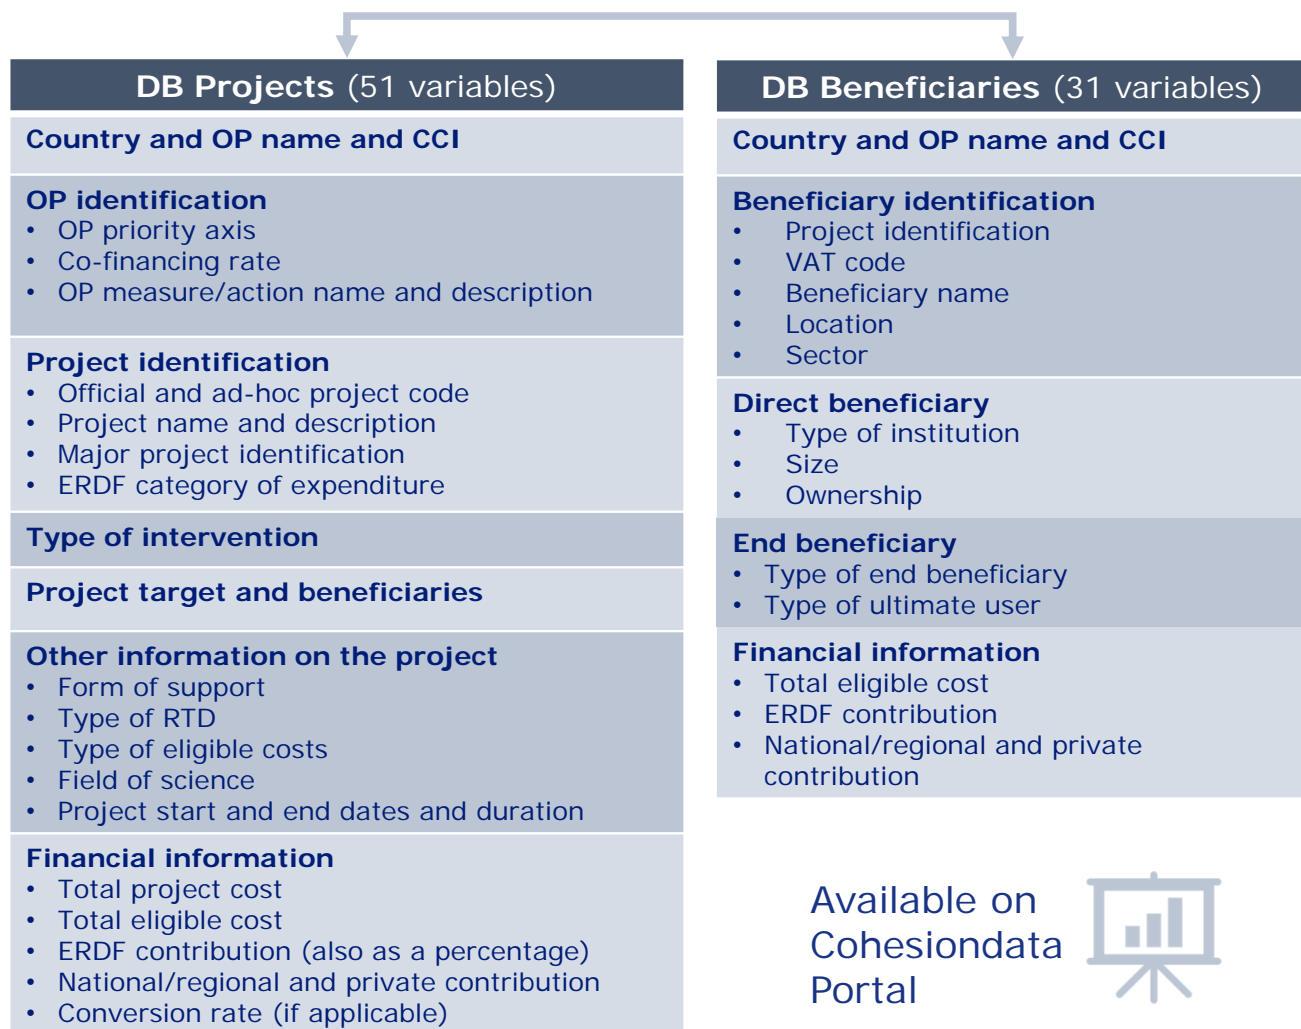 DB Projects (51 variables)
Country and OP name and CCI
OP identification
• OP priority axis
• Co-financing rate
• OP measure/action name and description
Project identification
• Official and ad-hoc project code
• Project name and description
• Major project identification
• ERDF category of expenditure
Type of intervention
Project target and beneficiaries
Other information on the project
• Form of support
• Type of RTD
• Type of eligible costs
• Field of science
• Project start and end dates and duration
Financial information
• Total project cost
• Total eligible cost
• ERDF contribution (also as a percentage)
• National/regional and private contribution
• Conversion rate (if applicable)
DB Beneficiaries (31 variables)
Country and OP name and CCI
Beneficiary identification
• Project identification
• VAT code
• Beneficiary name
• Location
• Sector
Direct beneficiary
• Type of institution
• Size
• Ownership
End beneficiary
• Type of end beneficiary
• Type of ultimate user
Financial information
• Total eligible cost
• ERDF contribution
• National/regional and private
contribution
Available on
Cohesiondata
Portal